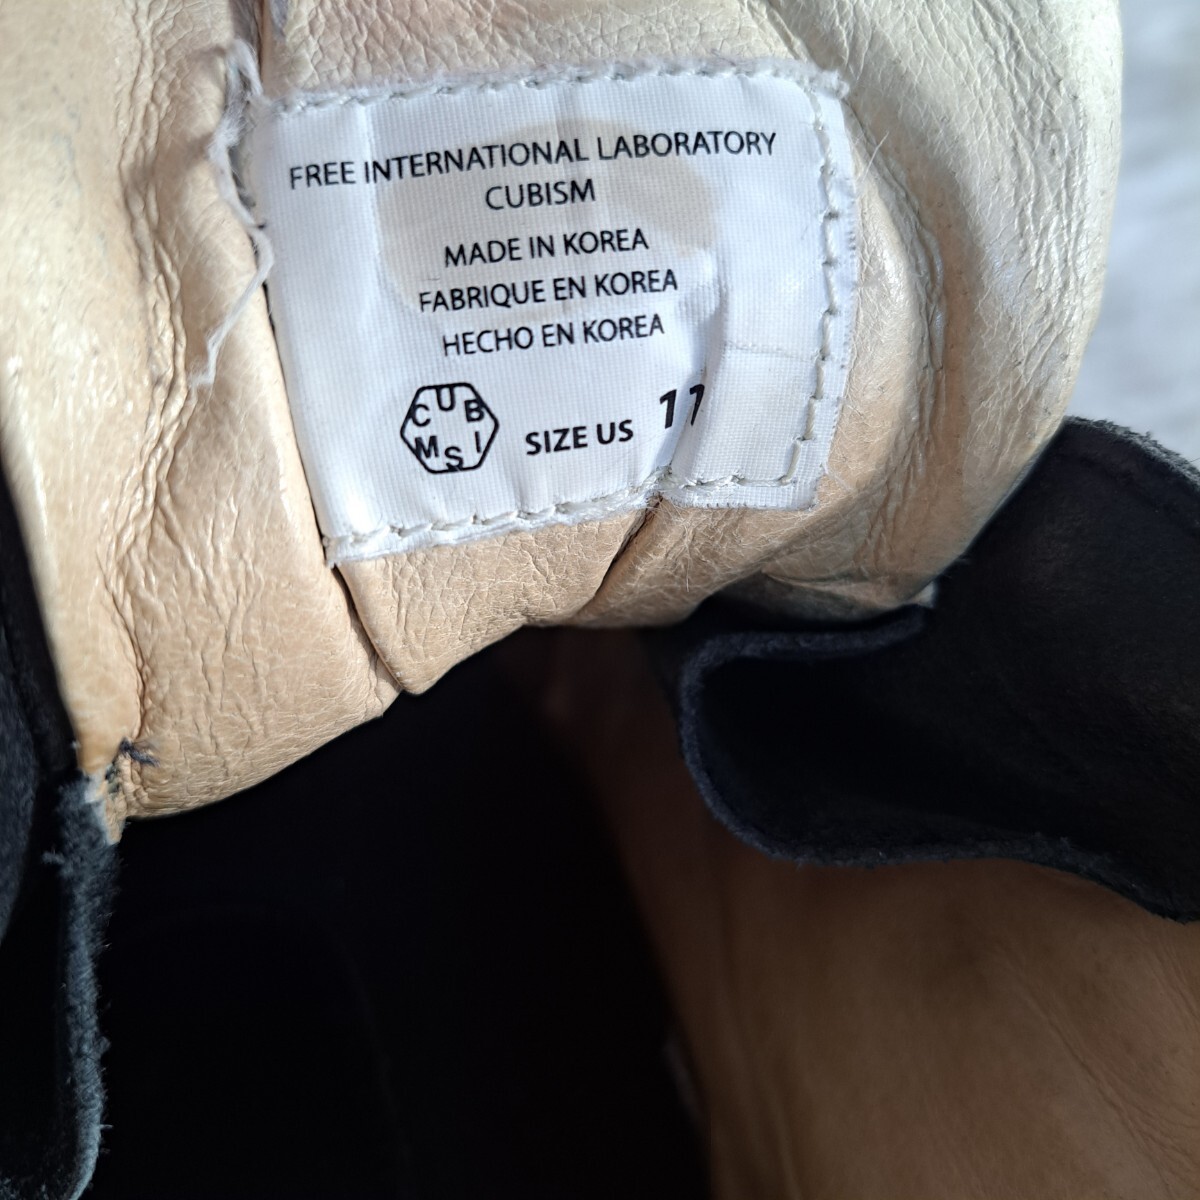 FREE INTERNATIONAL LABORATORY
CUBISM
MADE IN KOREA
FABRIQUE EN KOREA
HECHO EN KOREA
CUBISM
SIZE US 11